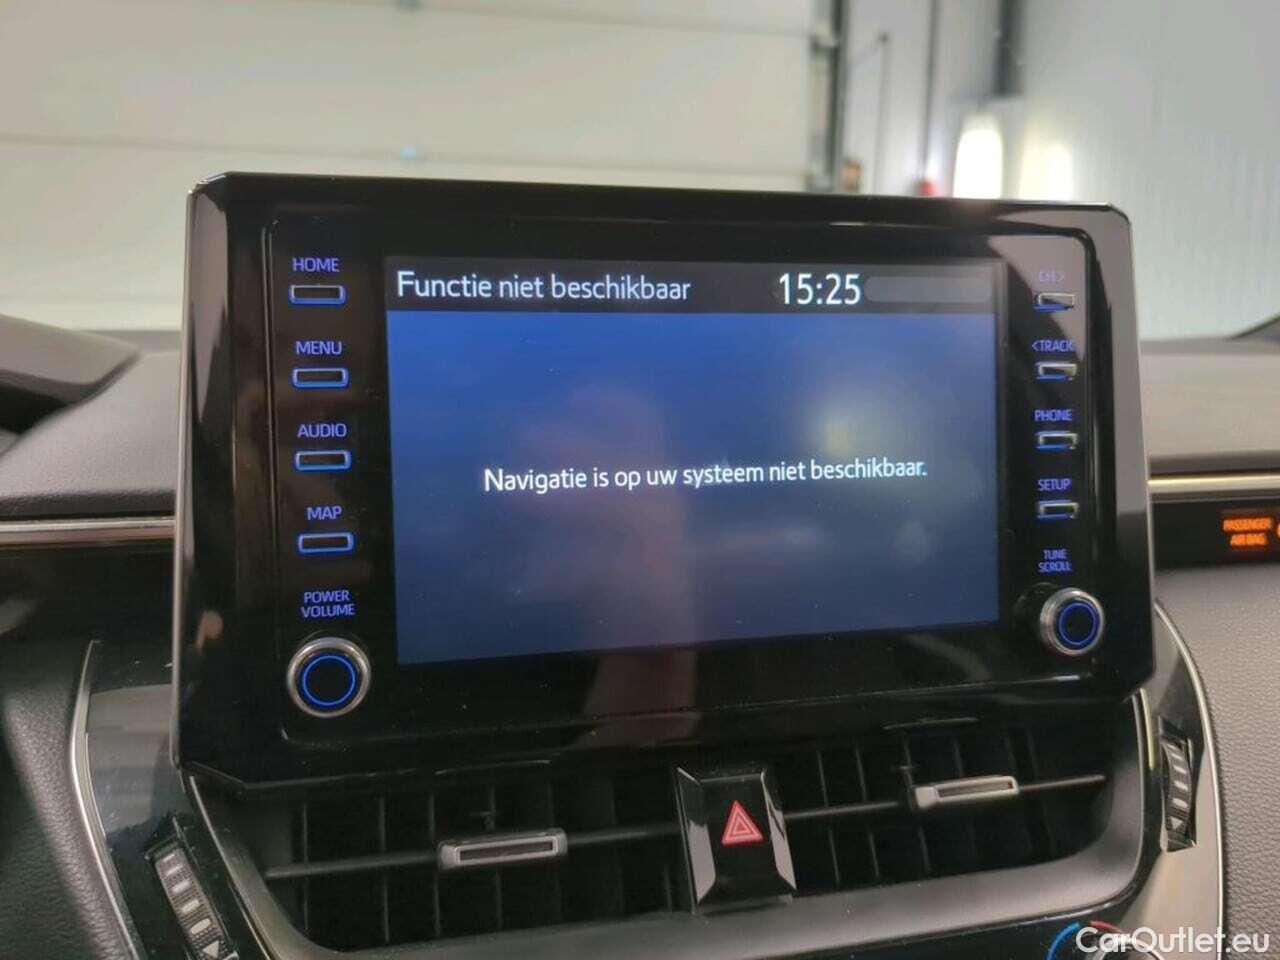 HOME
MENU
AUDIO
MAP
POWER
VOLUME
Functie niet beschikbaar
15:25
Navigatie is op uw systeem niet beschikbaar.
CH>
<TRACK
PHONE
SETUP
TUNE
SCROLL
PASSENGER
AIR BAG
CarOutlet.eu